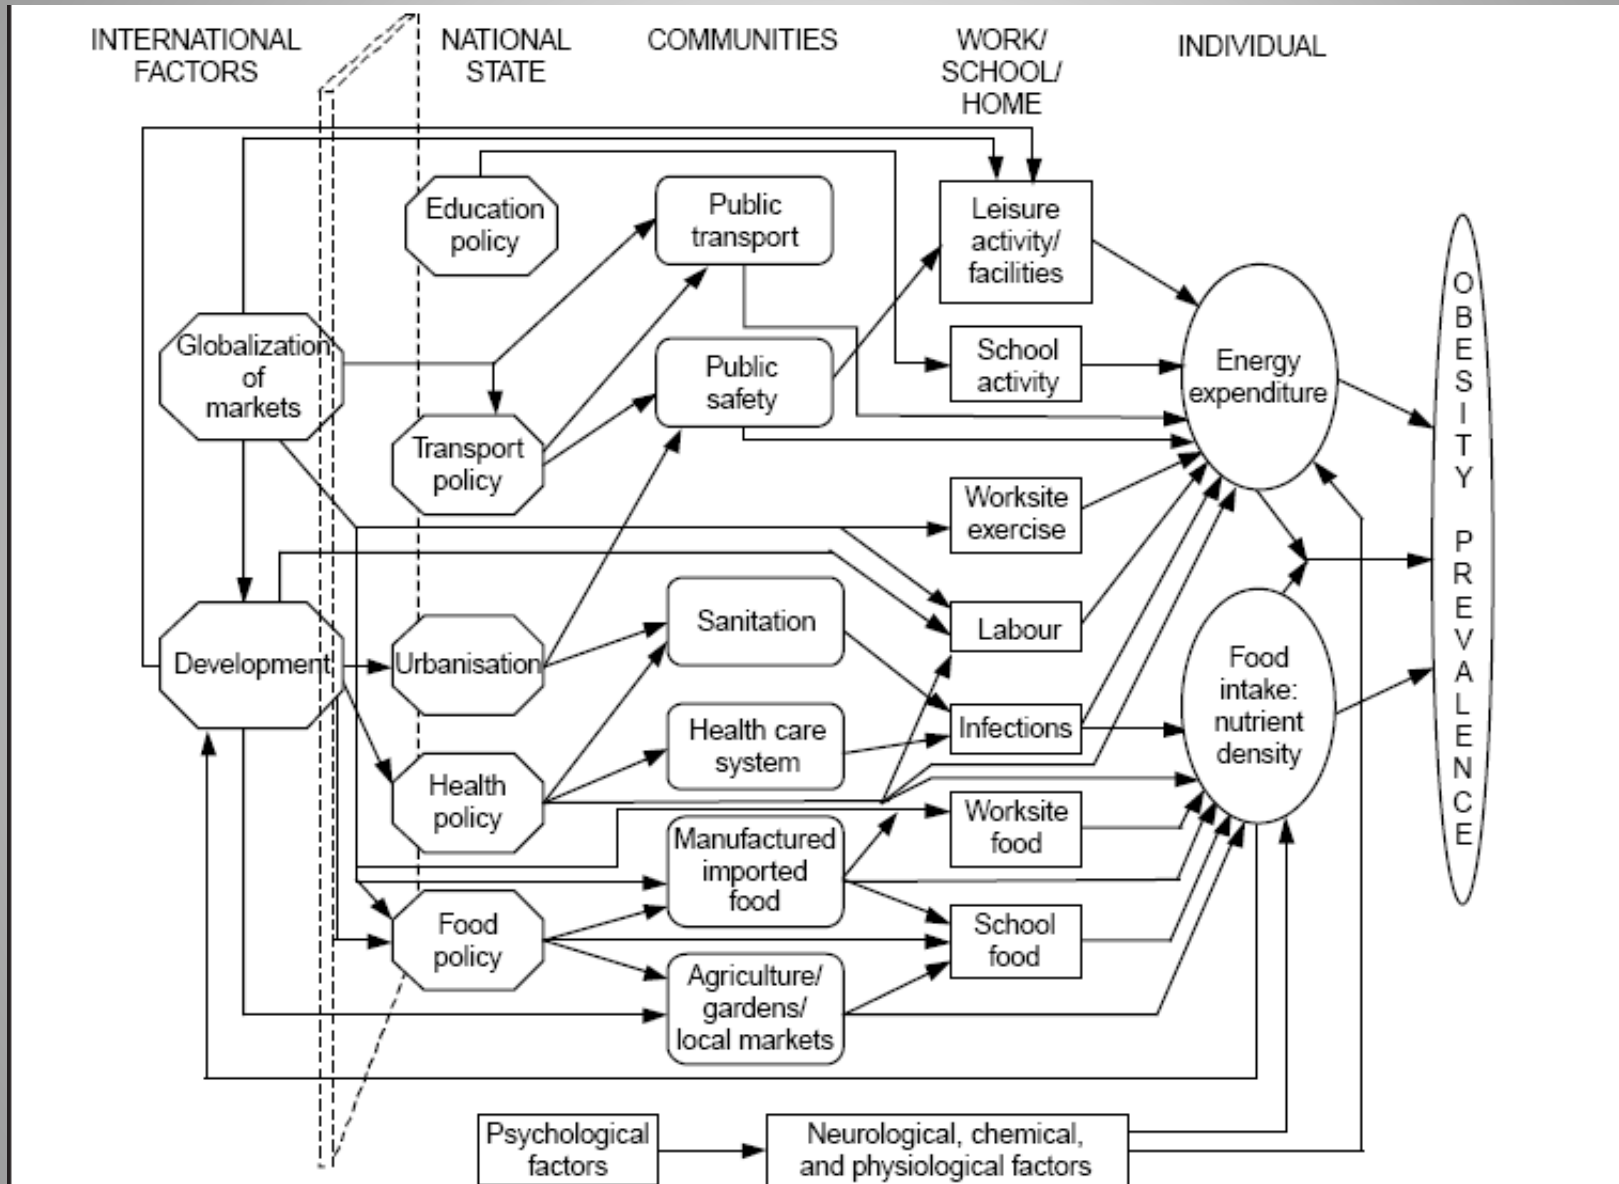 INTERNATIONAL
FACTORS
NATIONAL
STATE
COMMUNITIES
WORK/
SCHOOL/
HOME
INDIVIDUAL
Education
policy
Public
transport
Leisure
activity/
facilities
Globalization
of
markets
Public
safety
School
activity
Energy
expenditure
Transport
policy
Worksite
exercise
Development
Urbanisation
Sanitation
Labour
Food
intake:
nutrient
density
Health care
system
Infections
Health
policy
Manufactured
imported
food
Worksite
food
Food
policy
School
food
Agriculture/
gardens/
local markets
Psychological
factors
Neurological, chemical,
and physiological factors
OBESITY PREVALENCE